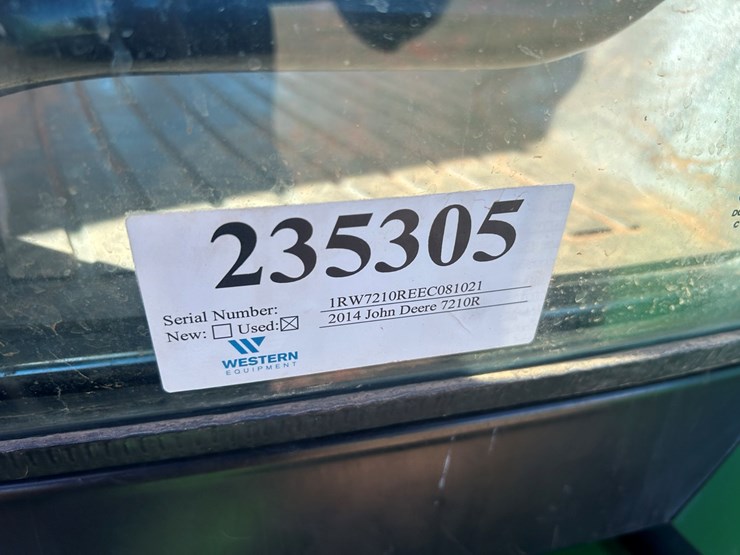 235305
Serial Number: 1RW7210REEC081021
New: ☐ Used: ☒ 2014 John Deere 7210R
WESTERN
EQUIPMENT